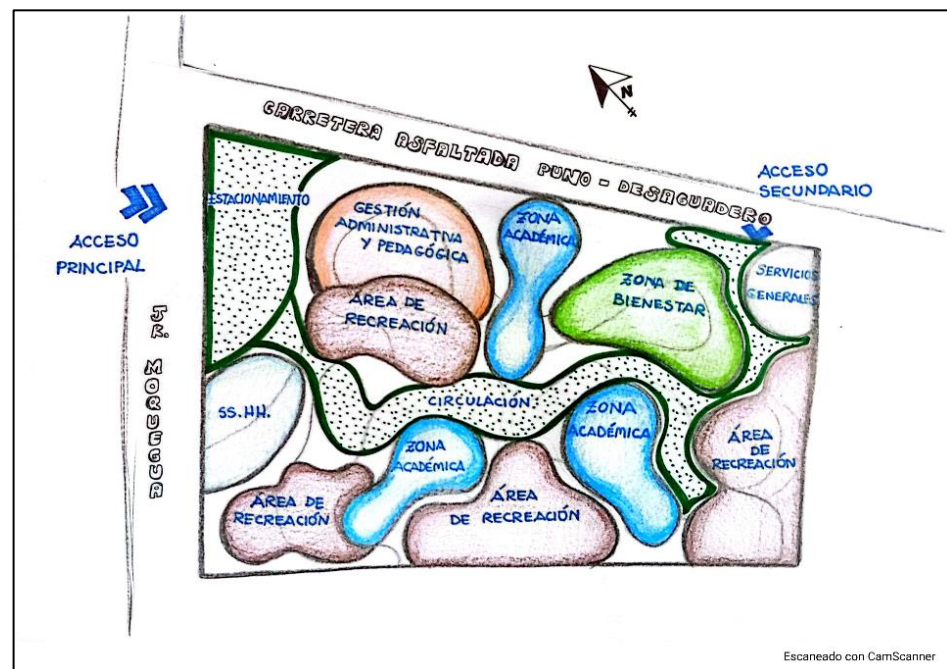 N
CARRETERA ASFALTADA PUNO - DESAGUADERO
ACCESO
SECUNDARIO
ACCESO
PRINCIPAL
JR. MOQUEGUA
ESTACIONAMIENTO
GESTIÓN
ADMINISTRATIVA
Y PEDAGÓGICA
ZONA
ACADÉMICA
ZONA DE
BIENESTAR
SERVICIOS
GENERALES
ÁREA DE
RECREACIÓN
SS.HH.
CIRCULACIÓN
ZONA
ACADÉMICA
ZONA
ACADÉMICA
ÁREA
DE
RECREACIÓN
ÁREA DE
RECREACIÓN
ÁREA
DE RECREACIÓN
Escaneado con CamScanner